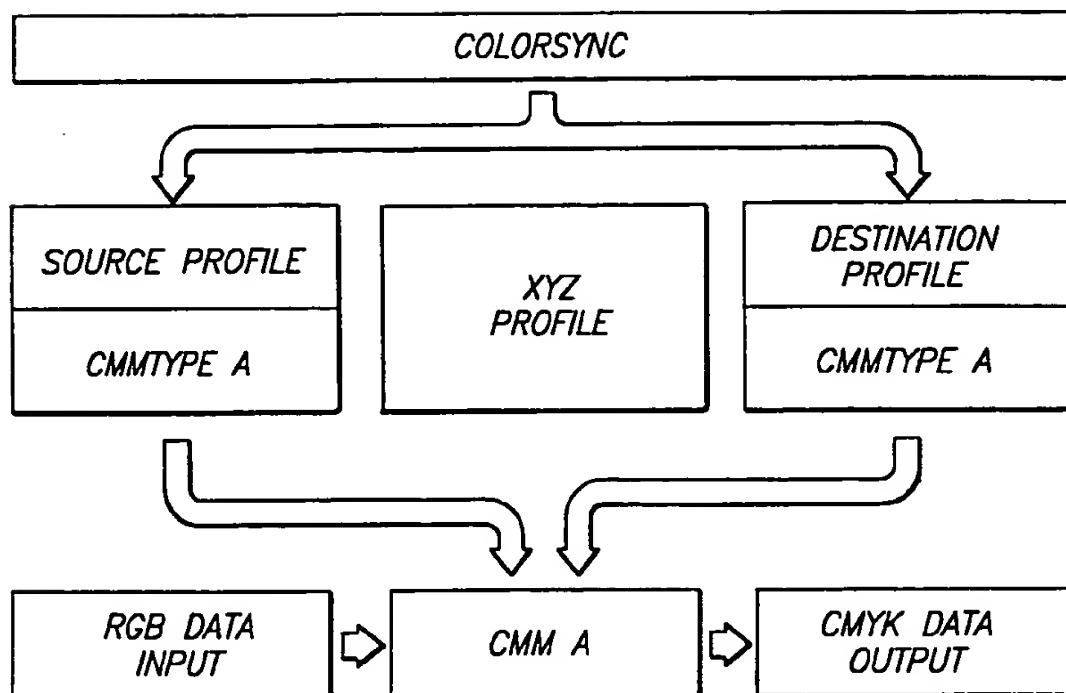 COLORSYNC
SOURCE PROFILE
CMMTYPE A
XYZ
PROFILE
DESTINATION
PROFILE
CMMTYPE A
RGB DATA
INPUT
CMM A
CMYK DATA
OUTPUT